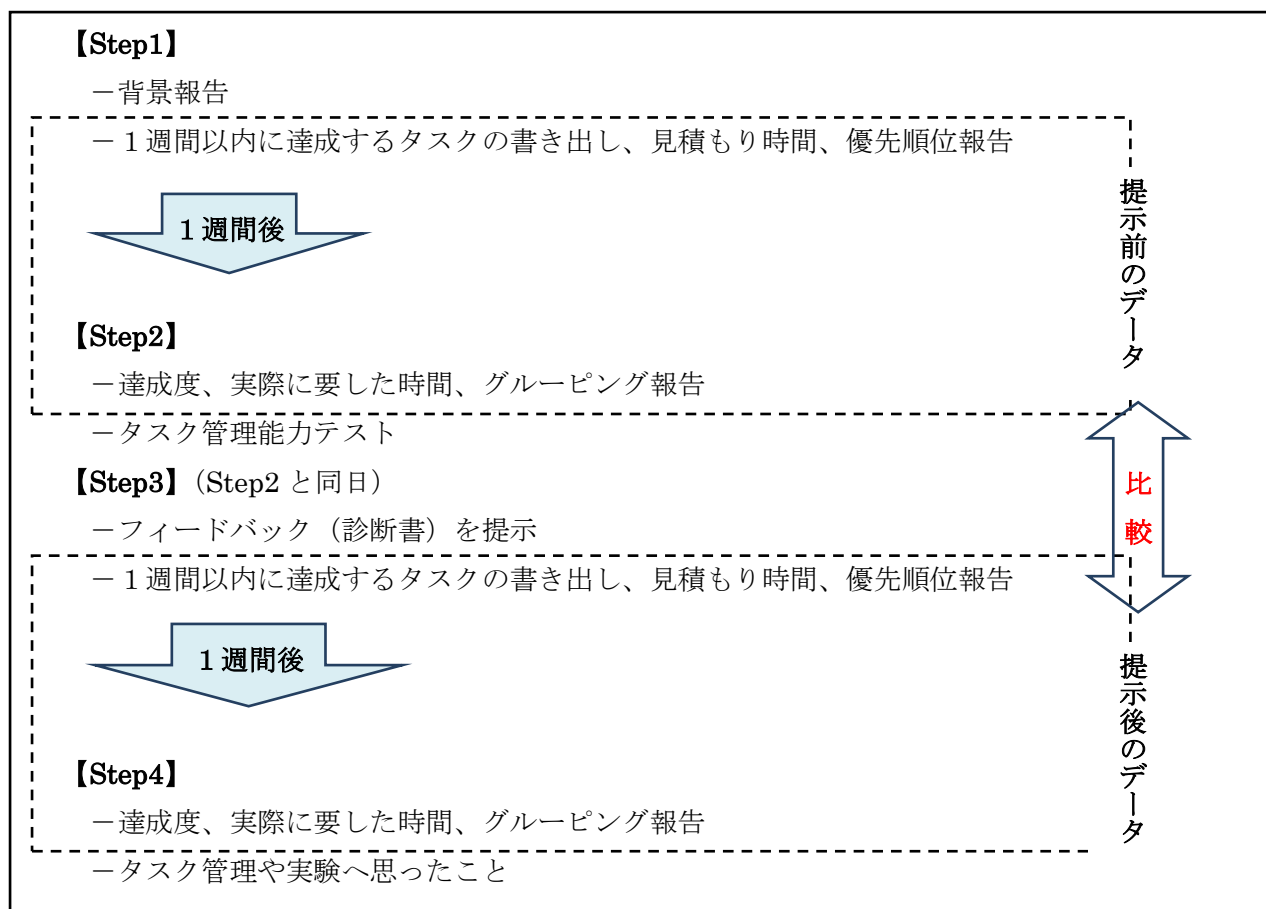 【Step1】
－背景報告
－１週間以内に達成するタスクの書き出し、見積もり時間、優先順位報告
１週間後
提示前のデータ
【Step2】
－達成度、実際に要した時間、グルーピング報告
－タスク管理能力テスト
【Step3】(Step2 と同日)
－フィードバック（診断書）を提示
比較
－１週間以内に達成するタスクの書き出し、見積もり時間、優先順位報告
１週間後
提示後のデータ
【Step4】
－達成度、実際に要した時間、グルーピング報告
－タスク管理や実験へ思ったこと